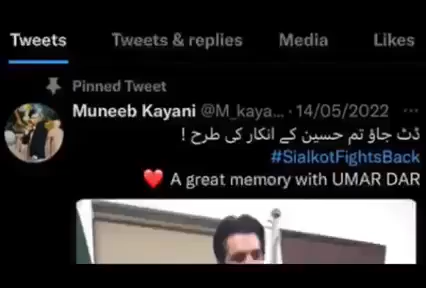 Tweets Tweets & replies Media Likes
Pinned Tweet
Muneeb Kayani @M_kaya... · 14/05/2022 ...
ڈٹ جاؤ تم حسین کے انکار کی طرح !
#SialkotFightsBack
❤️ A great memory with UMAR DAR